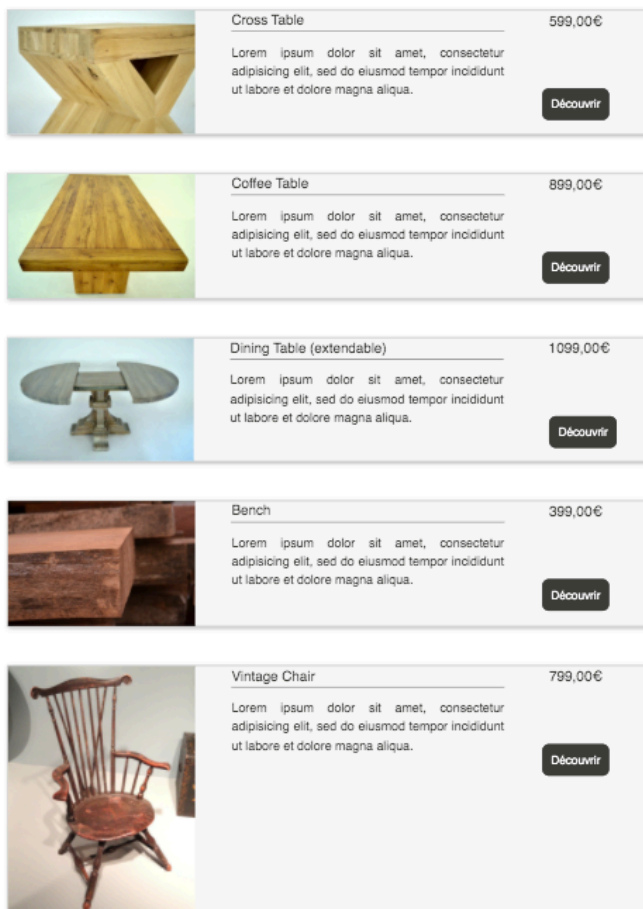 Cross Table
599,00€
Lorem ipsum dolor sit amet, consectetur
adipisicing elit, sed do eiusmod tempor incididunt
ut labore et dolore magna aliqua.
Découvrir
Coffee Table
899,00€
Lorem ipsum dolor sit amet, consectetur
adipisicing elit, sed do eiusmod tempor incididunt
ut labore et dolore magna aliqua.
Découvrir
Dining Table (extendable)
1099,00€
Lorem ipsum dolor sit amet, consectetur
adipisicing elit, sed do eiusmod tempor incididunt
ut labore et dolore magna aliqua.
Découvrir
Bench
399,00€
Lorem ipsum dolor sit amet, consectetur
adipisicing elit, sed do eiusmod tempor incididunt
ut labore et dolore magna aliqua.
Découvrir
Vintage Chair
799,00€
Lorem ipsum dolor sit amet, consectetur
adipisicing elit, sed do eiusmod tempor incididunt
ut labore et dolore magna aliqua.
Découvrir